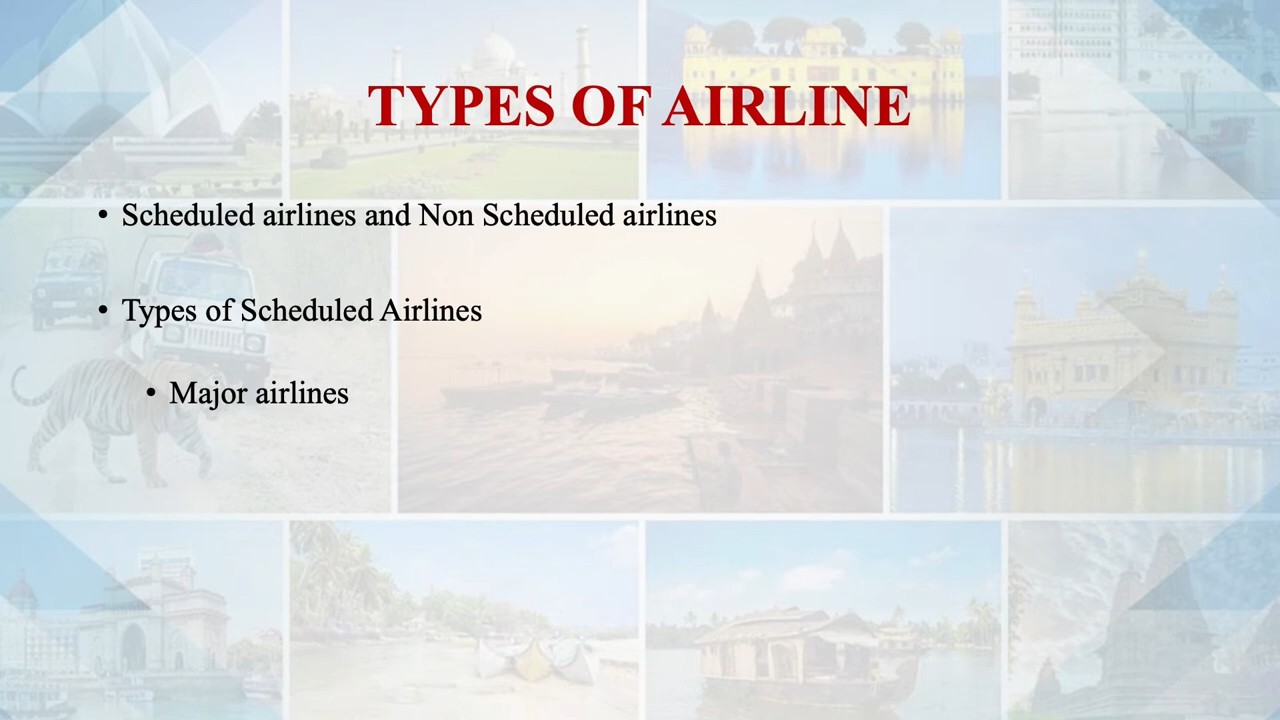 TYPES OF AIRLINE
• Scheduled airlines and Non Scheduled airlines
• Types of Scheduled Airlines
• Major airlines